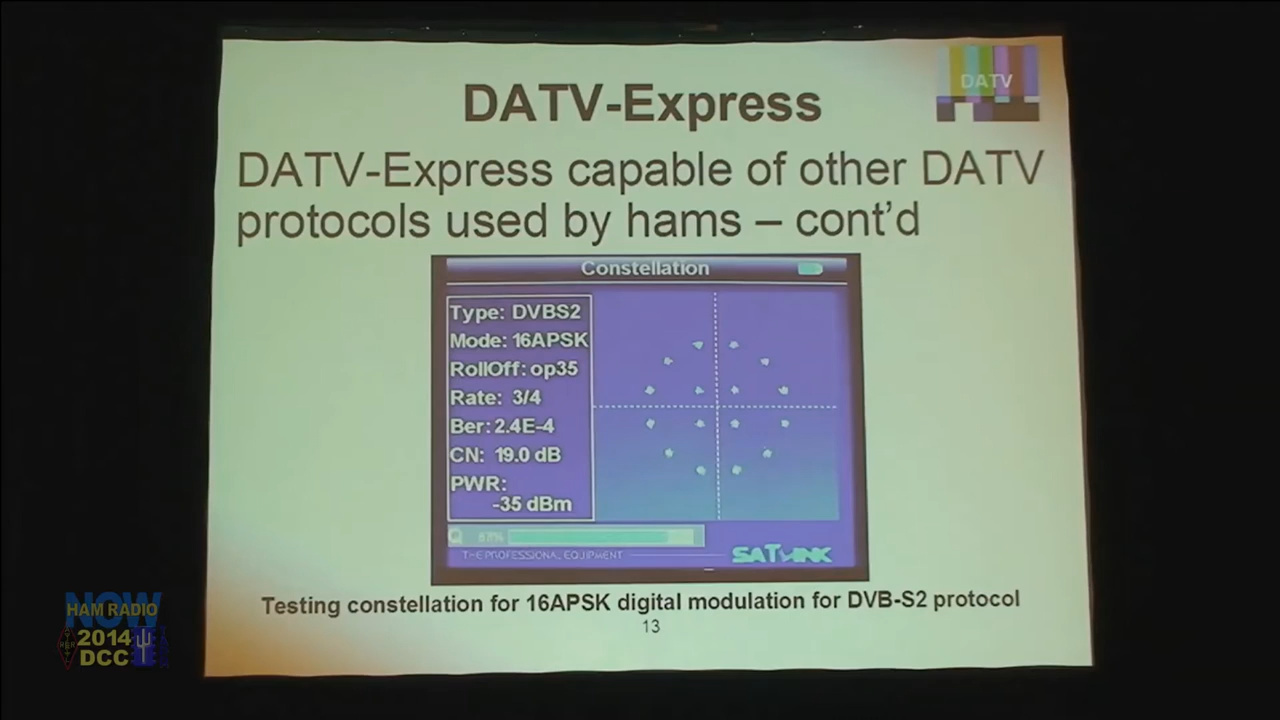 DATV-Express
DATV
DATV-Express capable of other DATV
protocols used by hams – cont’d
Constellation
Type: DVBS2
Mode: 16APSK
RollOff: op35
Rate: 3/4
Ber: 2.4E-4
CN: 19.0 dB
PWR:
-35 dBm
Q 87%
THE PROFESSIONAL EQUIPMENT
SATLINK
Testing constellation for 16APSK digital modulation for DVB-S2 protocol
13
NOW
HAM RADIO
2014
DCC